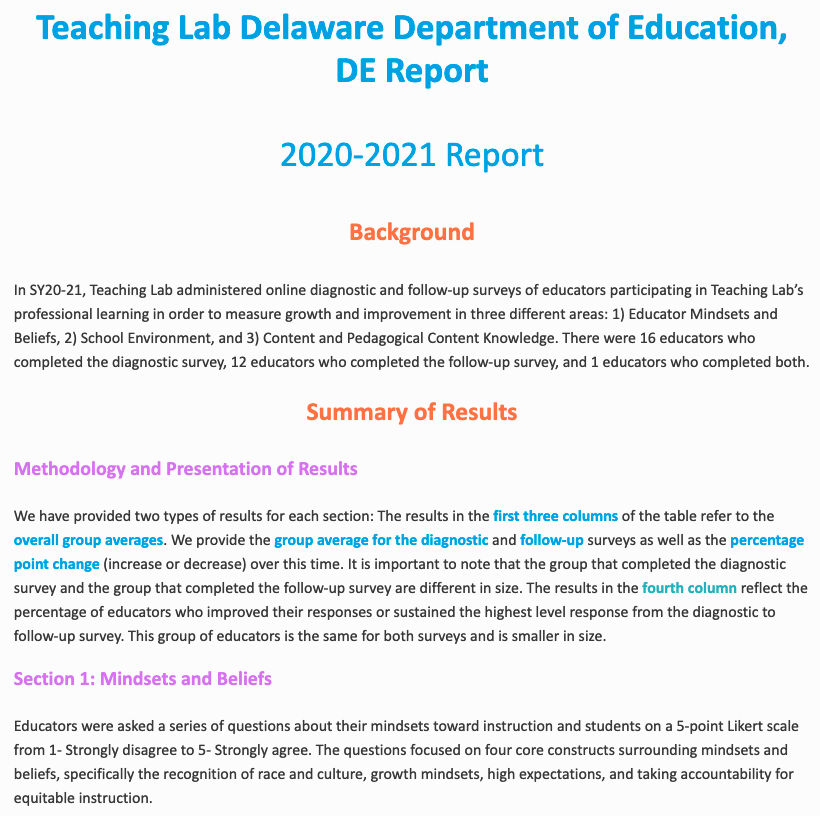 Teaching Lab Delaware Department of Education,
DE Report
2020-2021 Report
Background
In SY20-21, Teaching Lab administered online diagnostic and follow-up surveys of educators participating in Teaching Lab's
professional learning in order to measure growth and improvement in three different areas: 1) Educator Mindsets and
Beliefs, 2) School Environment, and 3) Content and Pedagogical Content Knowledge. There were 16 educators who
completed the diagnostic survey, 12 educators who completed the follow-up survey, and 1 educators who completed both.
Summary of Results
Methodology and Presentation of Results
We have provided two types of results for each section: The results in the first three columns of the table refer to the
overall group averages. We provide the group average for the diagnostic and follow-up surveys as well as the percentage
point change (increase or decrease) over this time. It is important to note that the group that completed the diagnostic
survey and the group that completed the follow-up survey are different in size. The results in the fourth column reflect the
percentage of educators who improved their responses or sustained the highest level response from the diagnostic to
follow-up survey. This group of educators is the same for both surveys and is smaller in size.
Section 1: Mindsets and Beliefs
Educators were asked a series of questions about their mindsets toward instruction and students on a 5-point Likert scale
from 1- Strongly disagree to 5- Strongly agree. The questions focused on four core constructs surrounding mindsets and
beliefs, specifically the recognition of race and culture, growth mindsets, high expectations, and taking accountability for
equitable instruction.